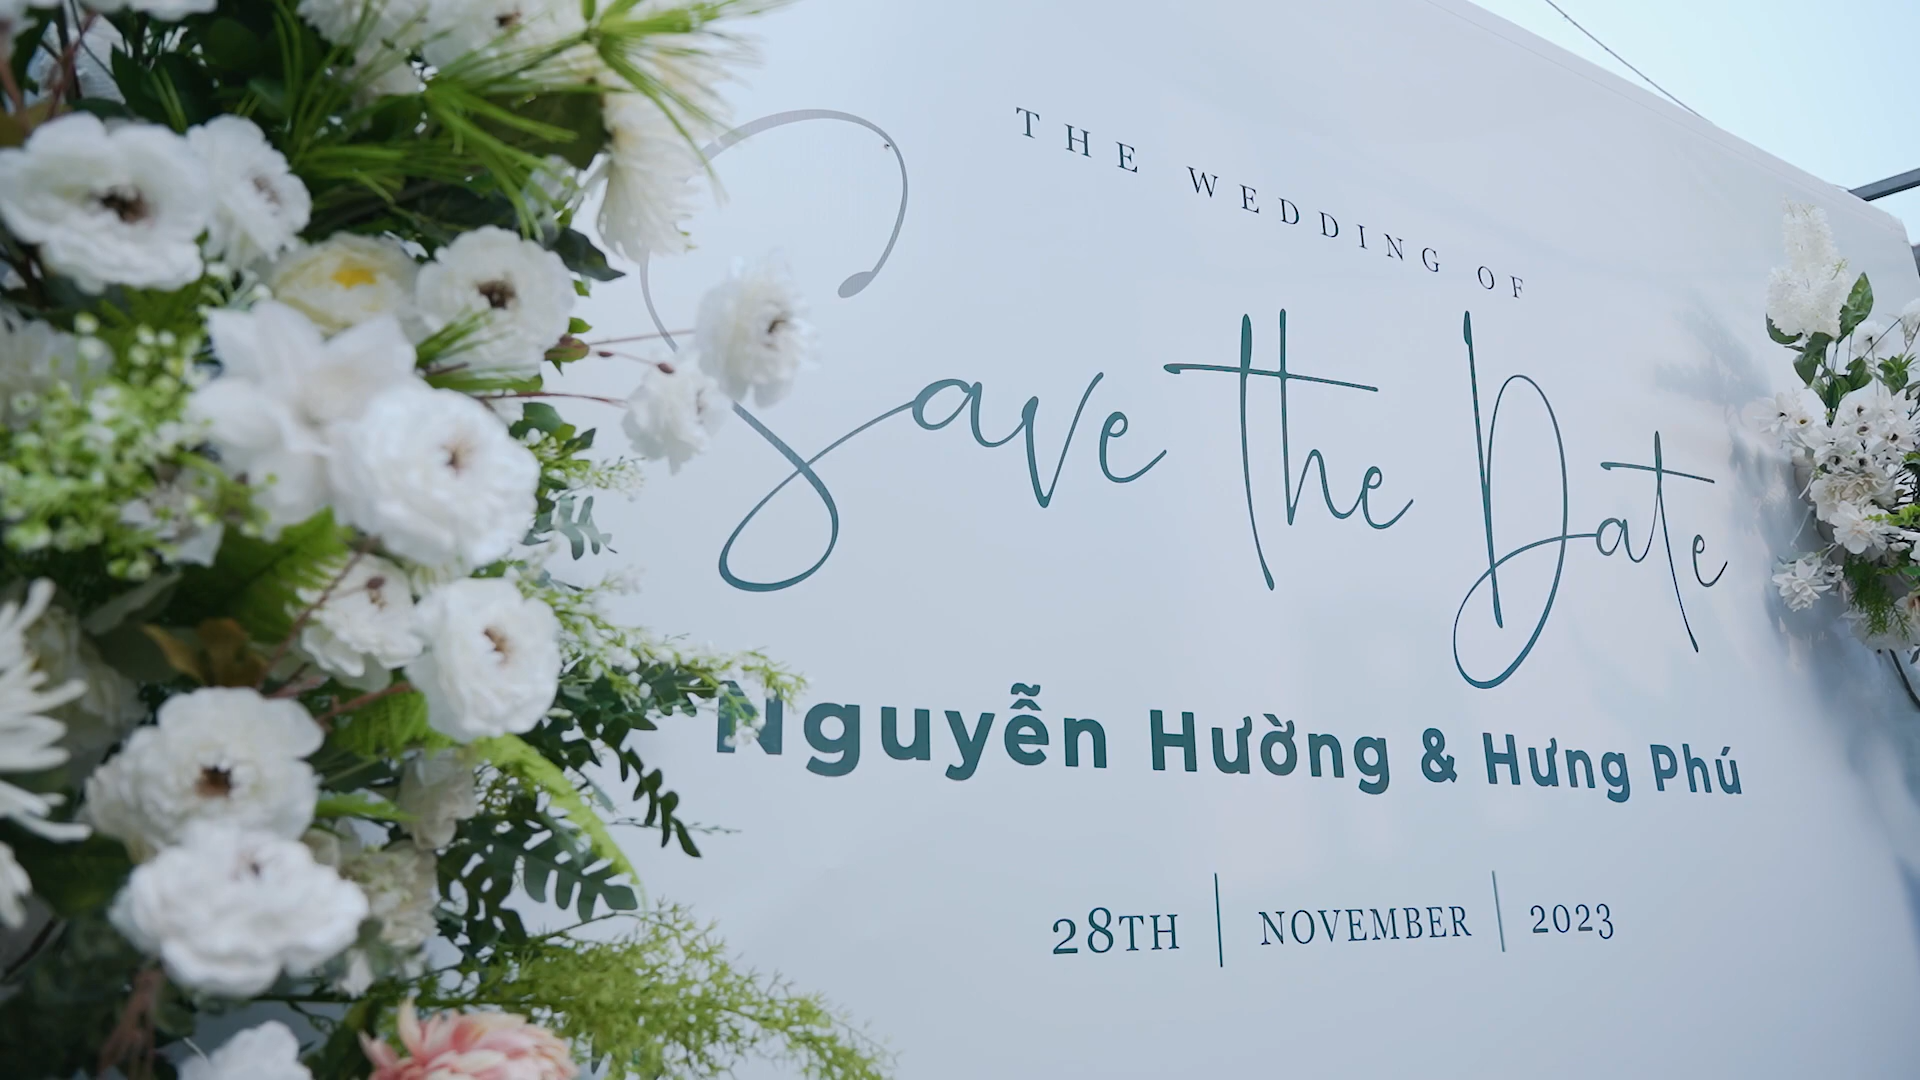 THE WEDDING OF
Save the Date
Nguyễn Hường & Hưng Phú
28TH | NOVEMBER | 2023